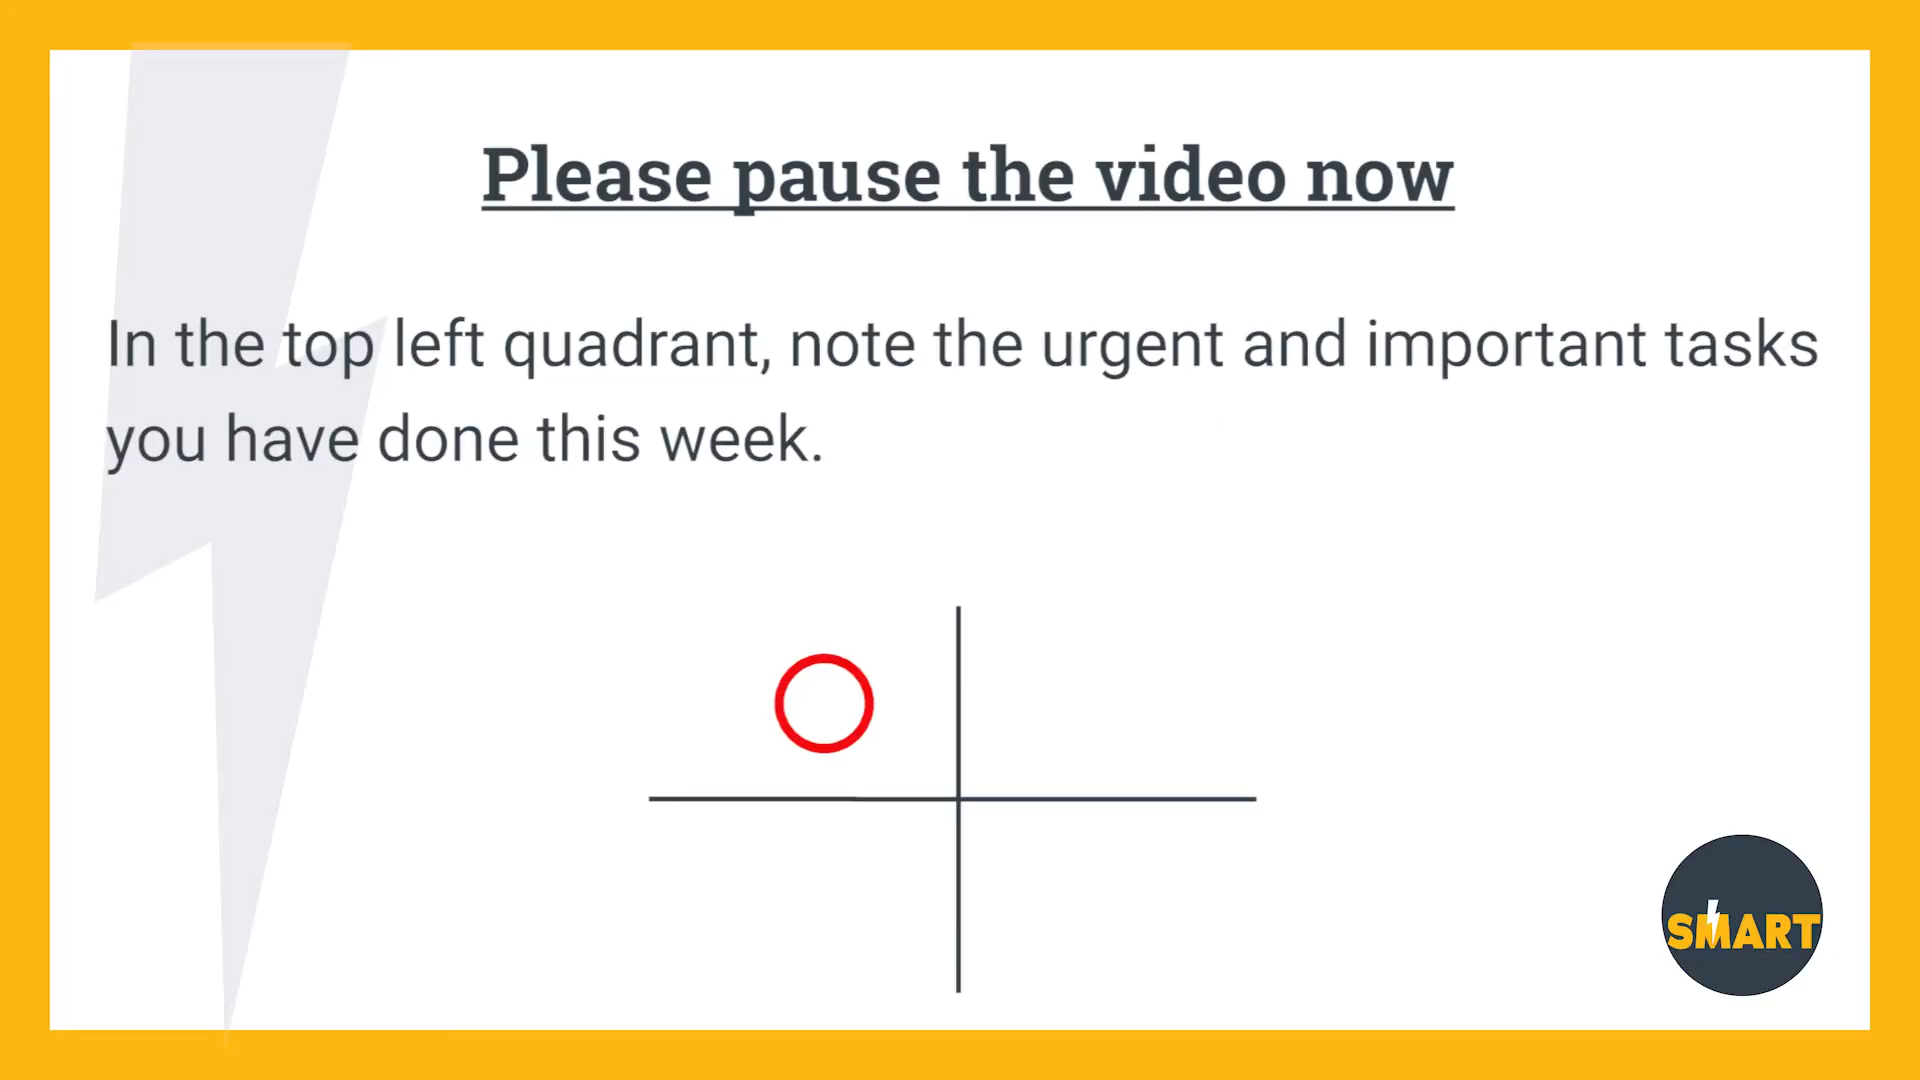 Please pause the video now
In the top left quadrant, note the urgent and important tasks
you have done this week.
SMART